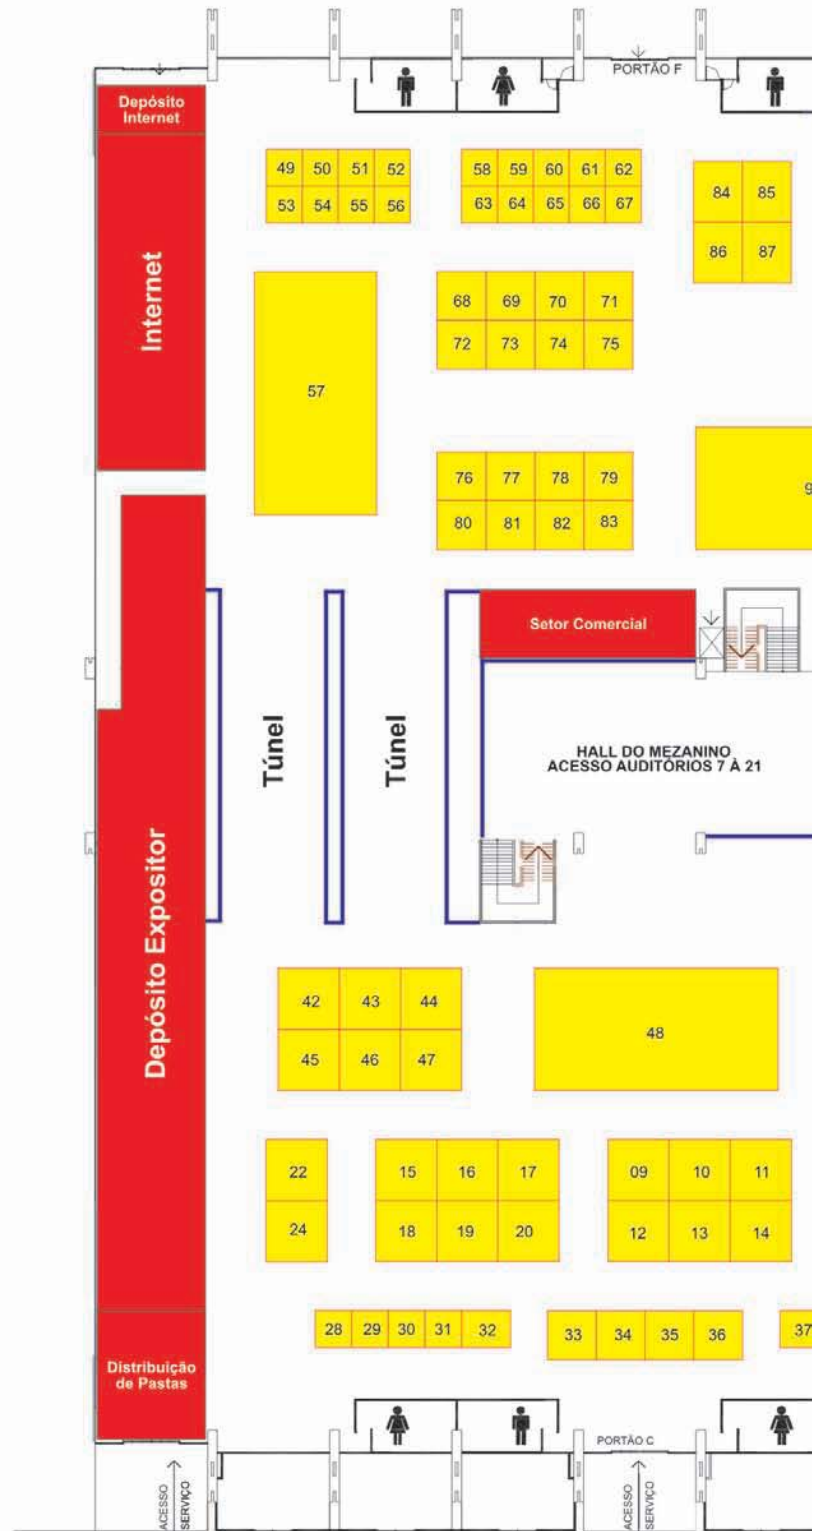 PORTÃO F
Depósito
Internet
49 50 51 52
53 54 55 56
58 59 60 61 62
63 64 65 66 67
84 85
86 87
Internet
68 69 70 71
72 73 74 75
57
76 77 78 79
80 81 82 83
9
Setor Comercial
Túnel
Túnel
HALL DO MEZANINO
ACESSO AUDITÓRIOS 7 À 21
Depósito Expositor
42 43 44
45 46 47
48
22
24
15 16 17
18 19 20
09 10 11
12 13 14
28 29 30 31 32
33 34 35 36
37
Distribuição
de Pastas
PORTÃO C
ACESSO
SERVIÇO
ACESSO
SERVIÇO